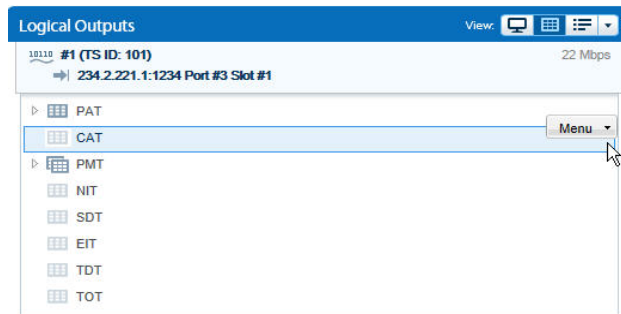 Logical Outputs View:
10110 #1 (TS ID: 101) 22 Mbps
234.2.221.1:1234 Port #3 Slot #1
PAT
Menu
CAT
PMT
NIT
SDT
EIT
TDT
TOT